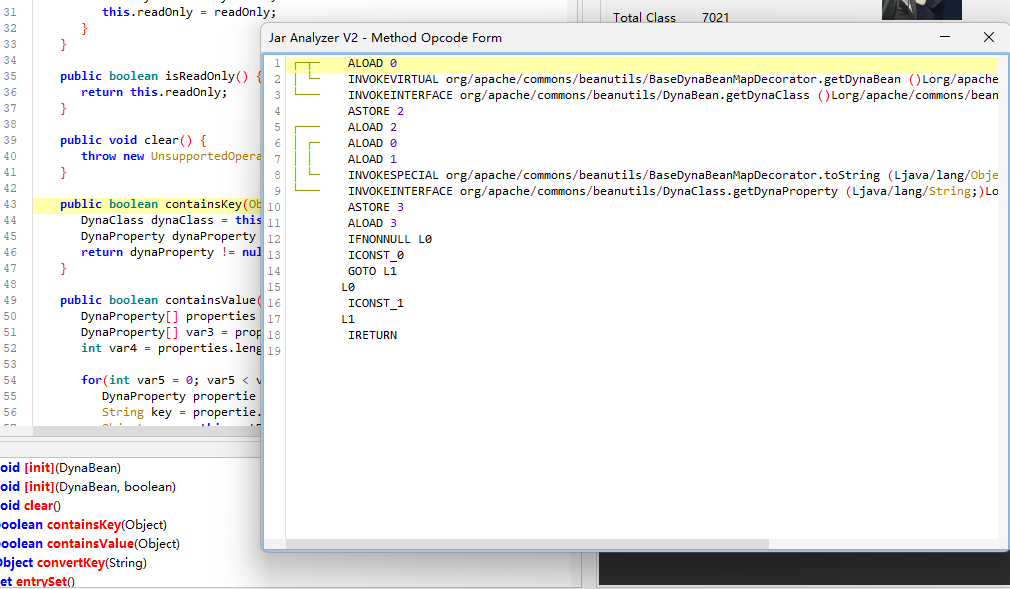 31 this.readOnly = readOnly;
32 }
33 }
34
35 public boolean isReadOnly() {
36 return this.readOnly;
37 }
38
39 public void clear() {
40 throw new UnsupportedOpera
41 }
42
43 public boolean containsKey(Ob
44 DynaClass dynaClass = this
45 DynaProperty dynaProperty
46 return dynaProperty != nul
47 }
48
49 public boolean containsValue(
50 DynaProperty[] properties
51 DynaProperty[] var3 = prop
52 int var4 = properties.leng
53
54 for(int var5 = 0; var5 < v
55 DynaProperty propertie
56 String key = propertie.
oid [init](DynaBean)
oid [init](DynaBean, boolean)
oid clear()
oolean containsKey(Object)
oolean containsValue(Object)
bject convertKey(String)
et entrySet()
Total Class 7021
Jar Analyzer V2 - Method Opcode Form
1 ALOAD 0
2 INVOKEVIRTUAL org/apache/commons/beanutils/BaseDynaBeanMapDecorator.getDynaBean ()Lorg/apache
3 INVOKEINTERFACE org/apache/commons/beanutils/DynaBean.getDynaClass ()Lorg/apache/commons/bean
4 ASTORE 2
5 ALOAD 2
6 ALOAD 0
7 ALOAD 1
8 INVOKESPECIAL org/apache/commons/beanutils/BaseDynaBeanMapDecorator.toString (Ljava/lang/Obje
9 INVOKEINTERFACE org/apache/commons/beanutils/DynaClass.getDynaProperty (Ljava/lang/String;)Lo
10 ASTORE 3
11 ALOAD 3
12 IFNONNULL L0
13 ICONST_0
14 GOTO L1
15 L0
16 ICONST_1
17 L1
18 IRETURN
19